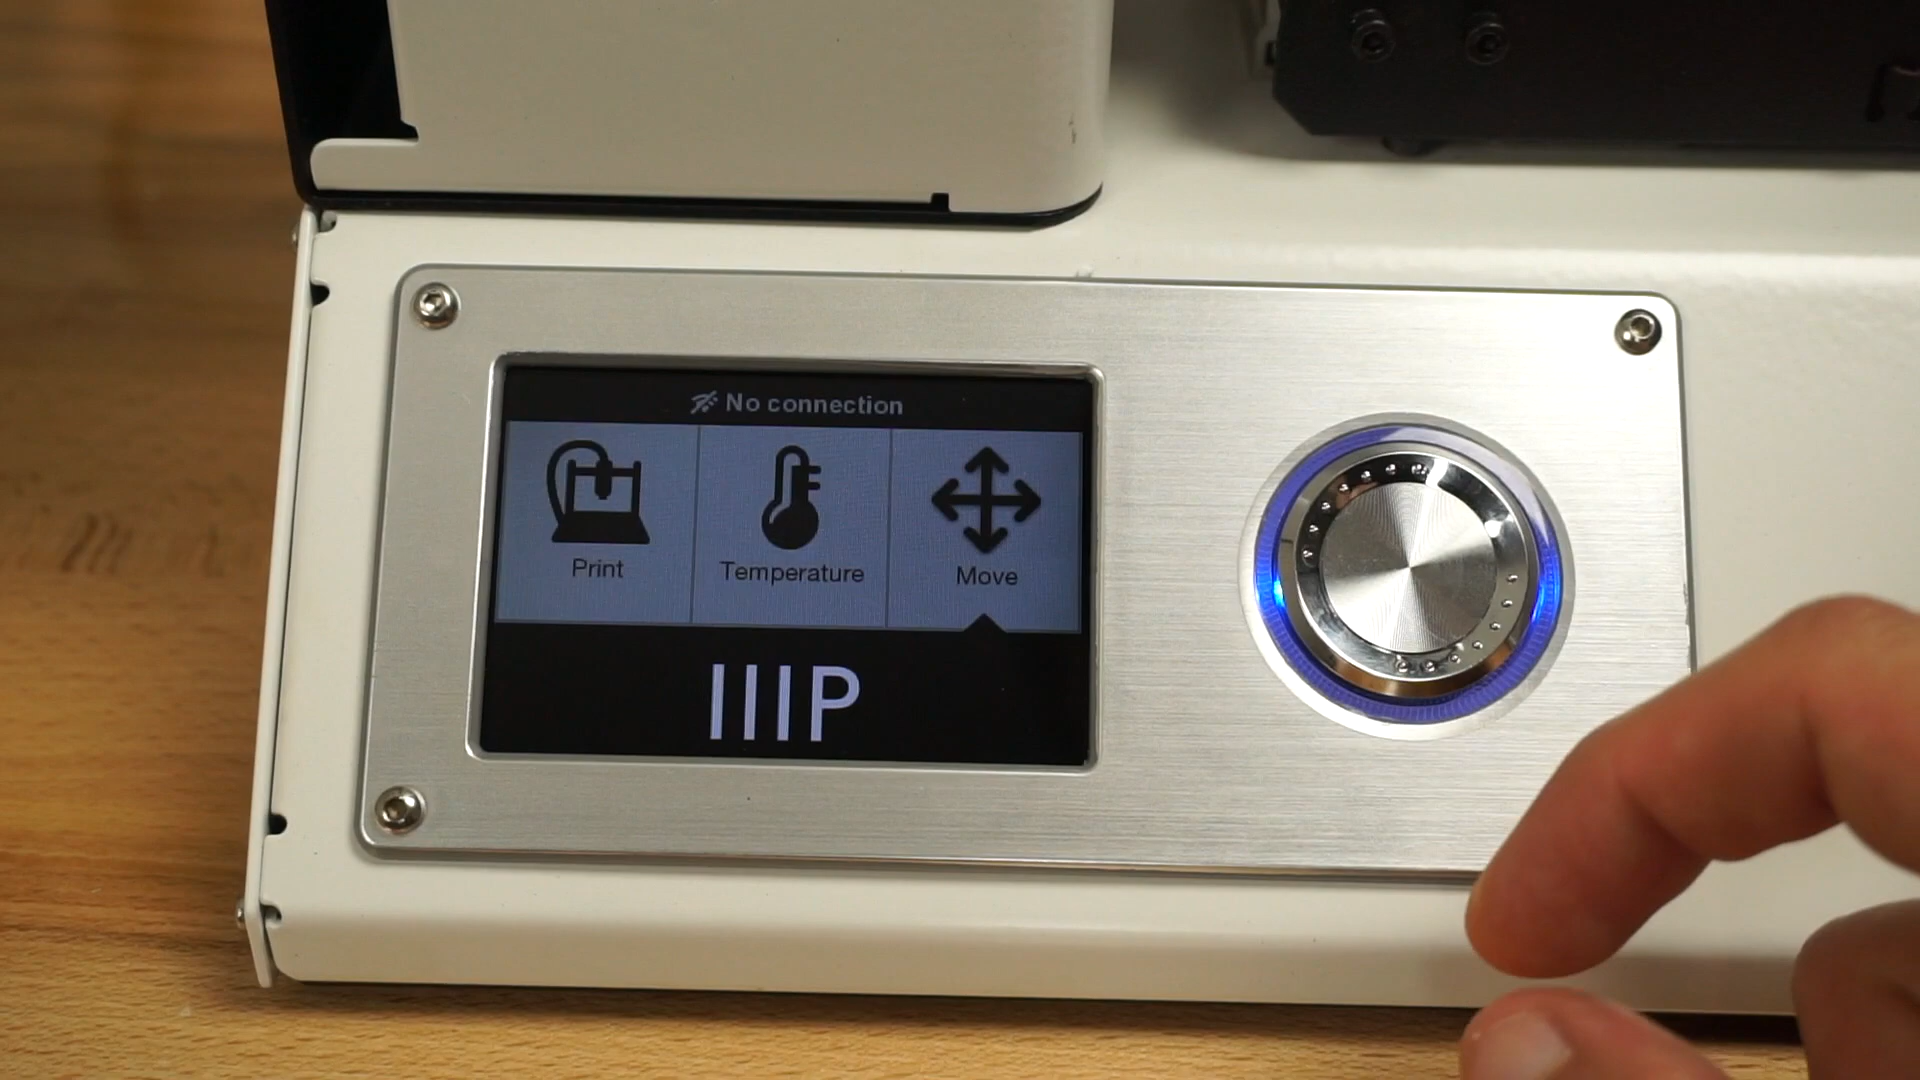 No connection
Print
Temperature
Move
IIIP